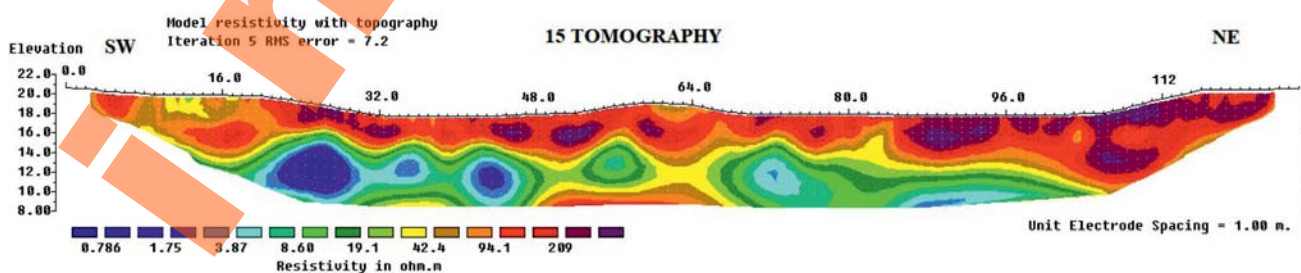 Model resistivity with topography
Iteration 5 RMS error = 7.2
Elevation SW 15 TOMOGRAPHY NE
22.0 0.0
20.0 16.0 112
18.0 32.0 48.0 64.0 80.0 96.0
16.0
14.0
12.0
10.0
8.00
0.786 1.75 3.87 8.60 19.1 42.4 94.1 209
Resistivity in ohm.m
Unit Electrode Spacing = 1.00 m.